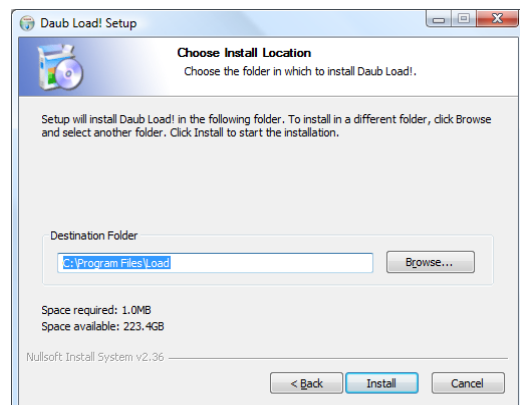 Daub Load! Setup
Choose Install Location
Choose the folder in which to install Daub Load!.
Setup will install Daub Load! in the following folder. To install in a different folder, click Browse
and select another folder. Click Install to start the installation.
Destination Folder
C:\Program Files\Load
Browse...
Space required: 1.0MB
Space available: 223.4GB
Nullsoft Install System v2.36
< Back
Install
Cancel